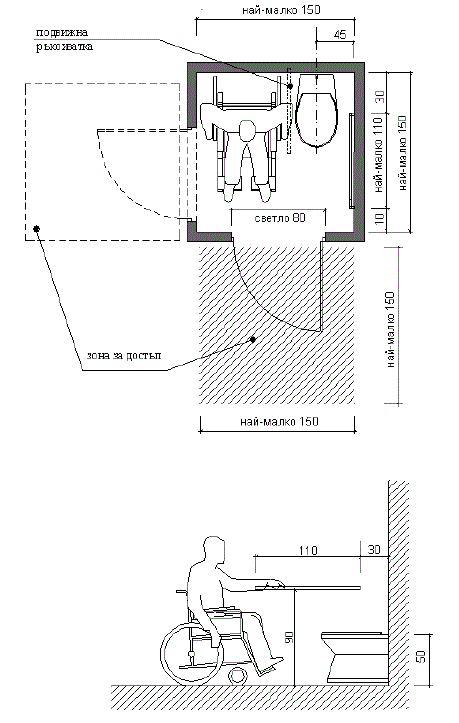 най-малко 150
подвижна
ръкохватка
45
30
най-малко 110
най-малко 150
10
светло 80
най-малко 150
зона за достъп
най-малко 150
110
30
90
50